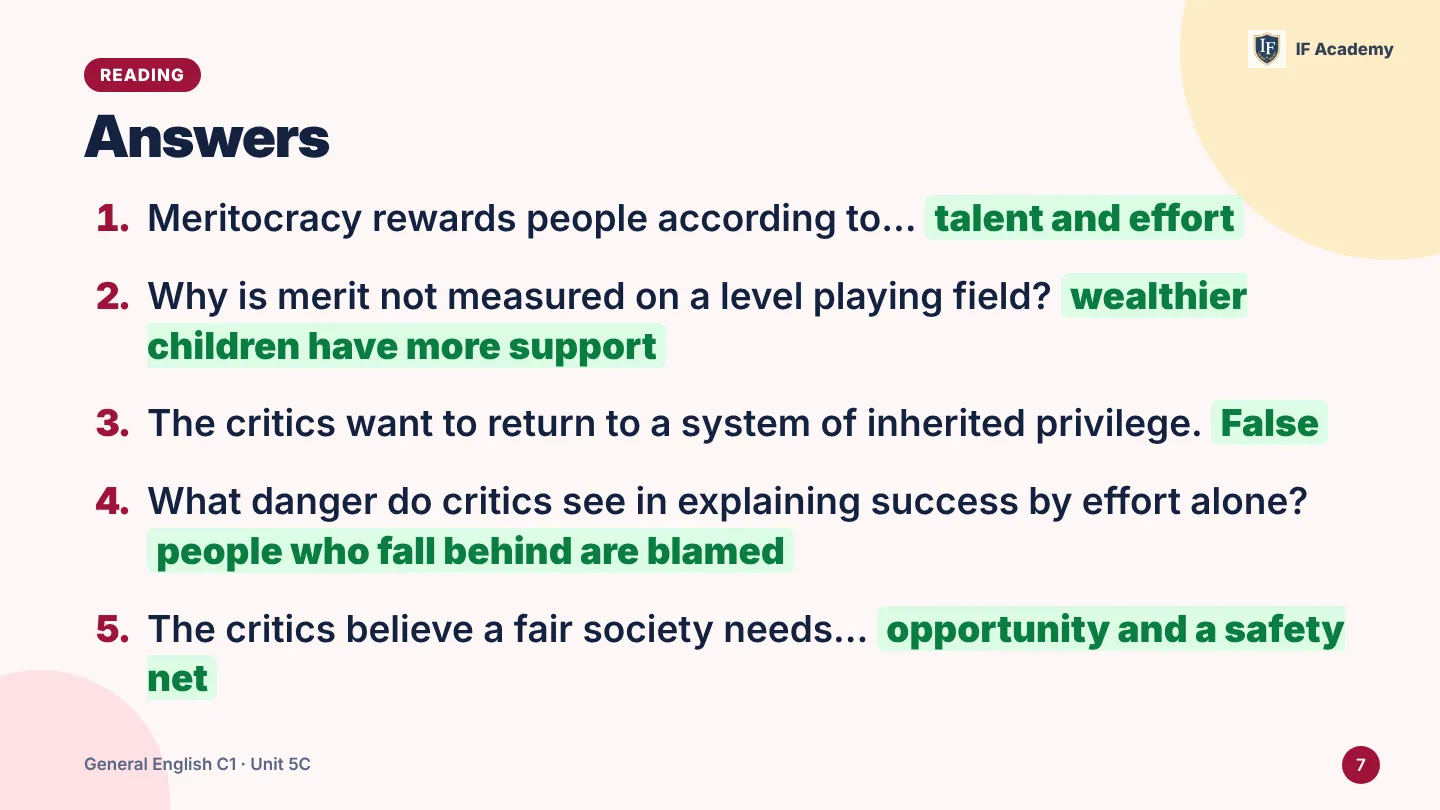 IF Academy
READING
Answers
1. Meritocracy rewards people according to... talent and effort
2. Why is merit not measured on a level playing field? wealthier
children have more support
3. The critics want to return to a system of inherited privilege. False
4. What danger do critics see in explaining success by effort alone?
people who fall behind are blamed
5. The critics believe a fair society needs... opportunity and a safety
net
General English C1 · Unit 5C
7